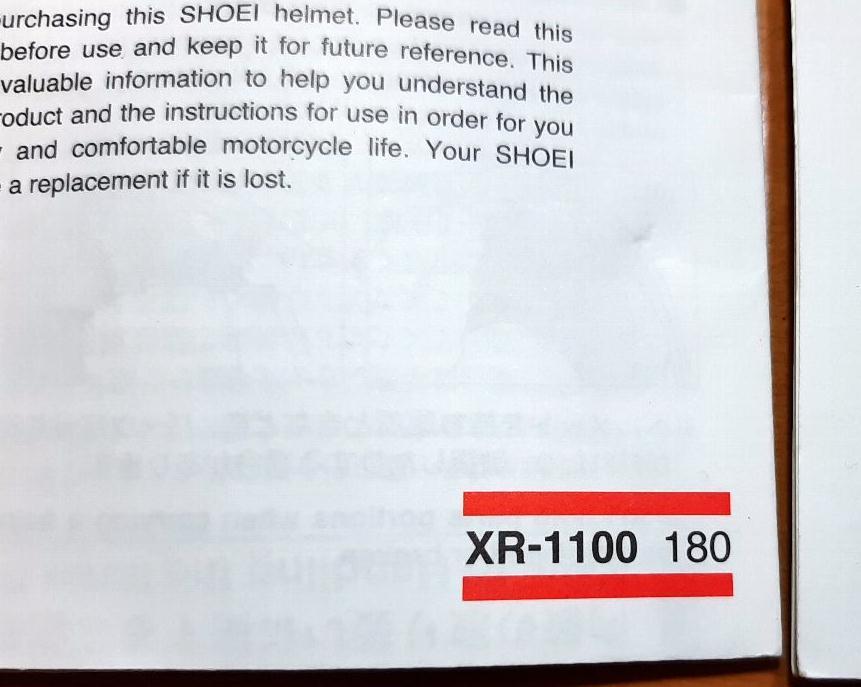 urchasing this SHOEI helmet. Please read this
before use and keep it for future reference. This
valuable information to help you understand the
roduct and the instructions for use in order for you
and comfortable motorcycle life. Your SHOEI
a replacement if it is lost.
XR-1100 180